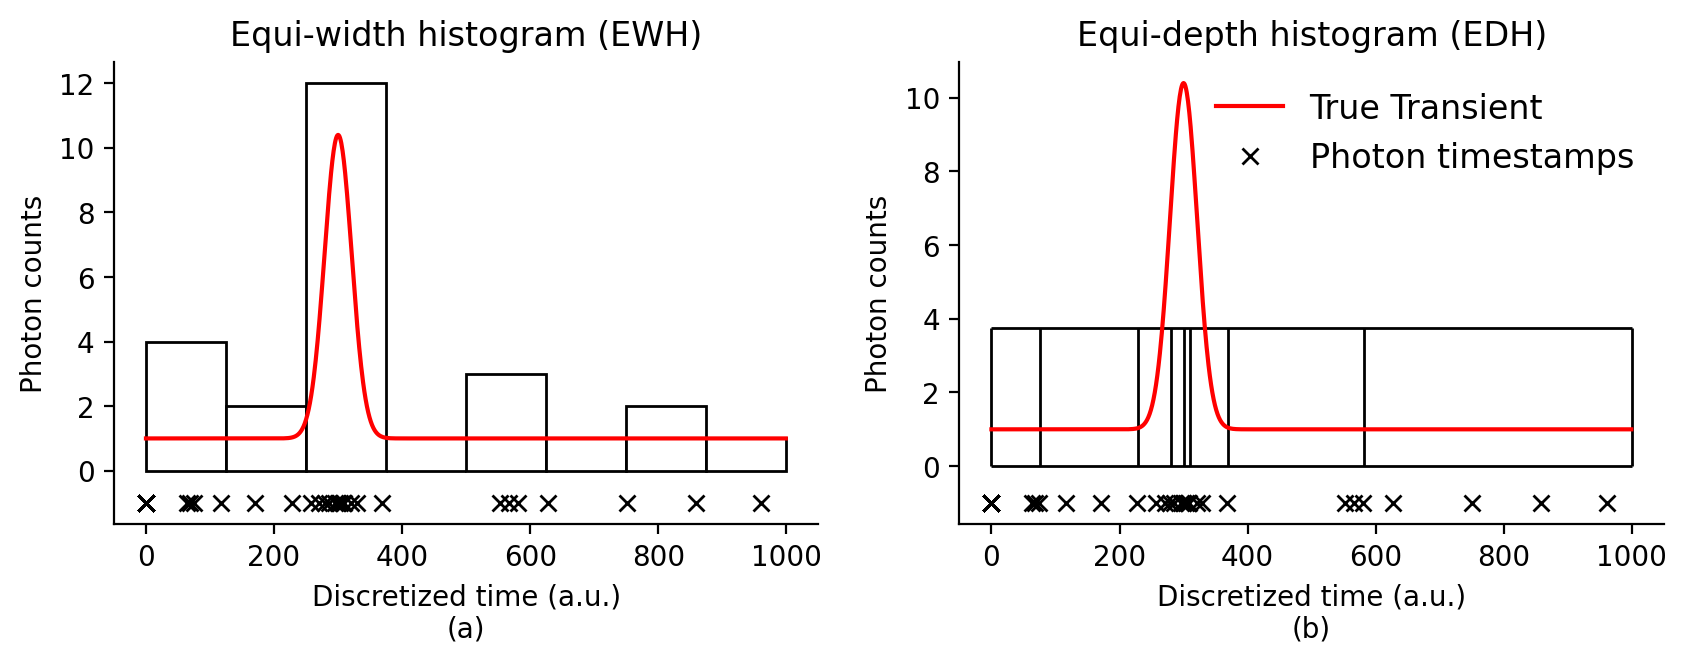 Equi-width histogram (EWH)
Photon counts
12
10
8
6
4
2
0
0 200 400 600 800 1000
Discretized time (a.u.)
(a)
Equi-depth histogram (EDH)
Photon counts
10
8
6
4
2
0
True Transient
Photon timestamps
0 200 400 600 800 1000
Discretized time (a.u.)
(b)